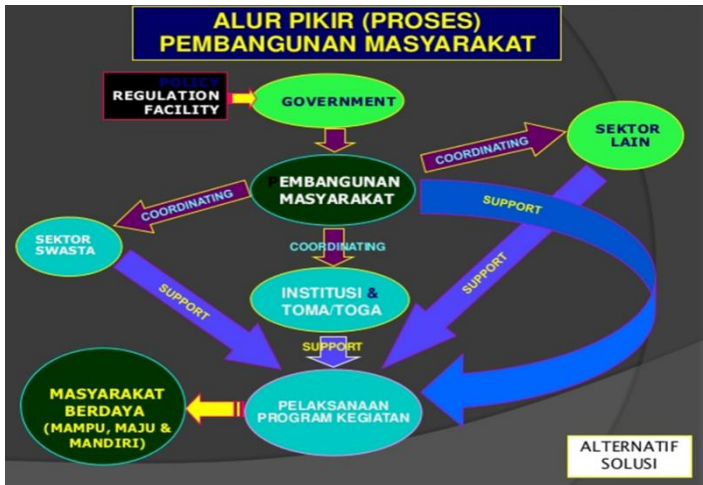 ALUR PIKIR (PROSES)
PEMBANGUNAN MASYARAKAT
POLICY
REGULATION
FACILITY
GOVERNMENT
SEKTOR
LAIN
COORDINATING
PEMBANGUNAN
MASYARAKAT
COORDINATING
SUPPORT
SEKTOR
SWASTA
COORDINATING
SUPPORT
INSTITUSI &
TOMA/TOGA
SUPPORT
SUPPORT
MASYARAKAT
BERDAYA
(MAMPU, MAJU &
MANDIRI)
PELAKSANAAN
PROGRAM KEGIATAN
ALTERNATIF
SOLUSI